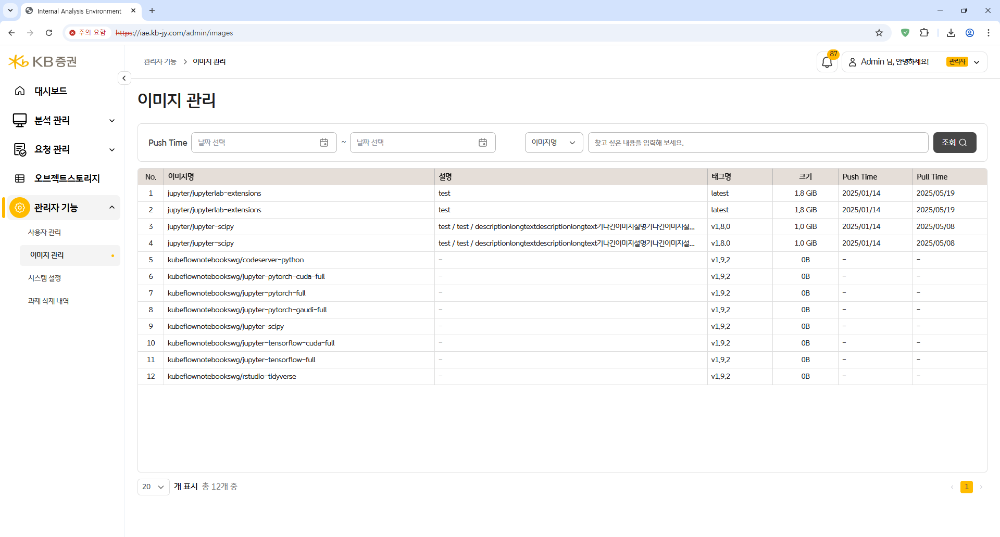 Internal Analysis Environment
주의 요함 https://iae.kb-jy.com/admin/images
KB증권
관리자 기능 > 이미지 관리
87
Admin 님, 안녕하세요! 관리자
대시보드
분석 관리
요청 관리
오브젝트스토리지
관리자 기능
사용자 관리
이미지 관리
시스템 설정
과제 삭제 내역
이미지 관리
Push Time 날짜 선택 ~ 날짜 선택 이미지명 찾고 싶은 내용을 입력해 보세요. 조회
No. 이미지명 설명 태그명 크기 Push Time Pull Time
1 jupyter/jupyterlab-extensions test latest 1.8 GiB 2025/01/14 2025/05/19
2 jupyter/jupyterlab-extensions test latest 1.8 GiB 2025/01/14 2025/05/19
3 jupyter/jupyter-scipy test / test / descriptionlongtextdescriptionlongtext기나긴이미지설명기나긴이미지설... v1.8.0 1.0 GiB 2025/01/14 2025/05/08
4 jupyter/jupyter-scipy test / test / descriptionlongtextdescriptionlongtext기나긴이미지설명기나긴이미지설... v1.8.0 1.0 GiB 2025/01/14 2025/05/08
5 kubeflownotebookswg/codeserver-python - v1.9.2 0B - -
6 kubeflownotebookswg/jupyter-pytorch-cuda-full - v1.9.2 0B - -
7 kubeflownotebookswg/jupyter-pytorch-full - v1.9.2 0B - -
8 kubeflownotebookswg/jupyter-pytorch-gaudi-full - v1.9.2 0B - -
9 kubeflownotebookswg/jupyter-scipy - v1.9.2 0B - -
10 kubeflownotebookswg/jupyter-tensorflow-cuda-full - v1.9.2 0B - -
11 kubeflownotebookswg/jupyter-tensorflow-full - v1.9.2 0B - -
12 kubeflownotebookswg/rstudio-tidyverse - v1.9.2 0B - -
20 개 표시 총 12개 중
1